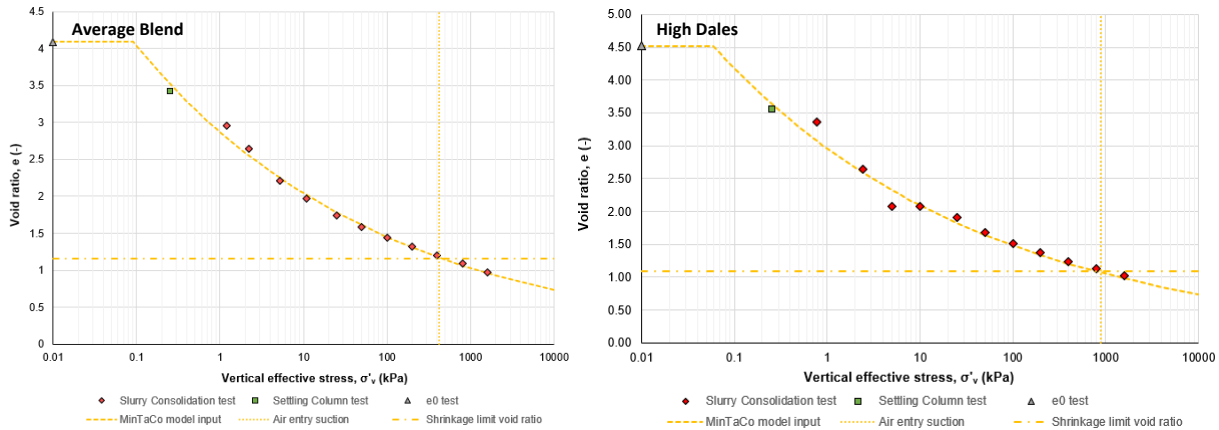 Average Blend
4.5
4
3.5
3
2.5
2
1.5
1
0.5
0
Void ratio, e (-)
0.01 0.1 1 10 100 1000 10000
Vertical effective stress, σ'v (kPa)
Slurry Consolidation test Settling Column test e0 test
MinTaCo model input Air entry suction Shrinkage limit void ratio
High Dales
5.00
4.50
4.00
3.50
3.00
2.50
2.00
1.50
1.00
0.50
0.00
Void ratio, e (-)
0.01 0.1 1 10 100 1000 10000
Vertical effective stress, σ'v (kPa)
Slurry Consolidation test Settling Column test e0 test
MinTaCo model input Air entry suction Shrinkage limit void ratio